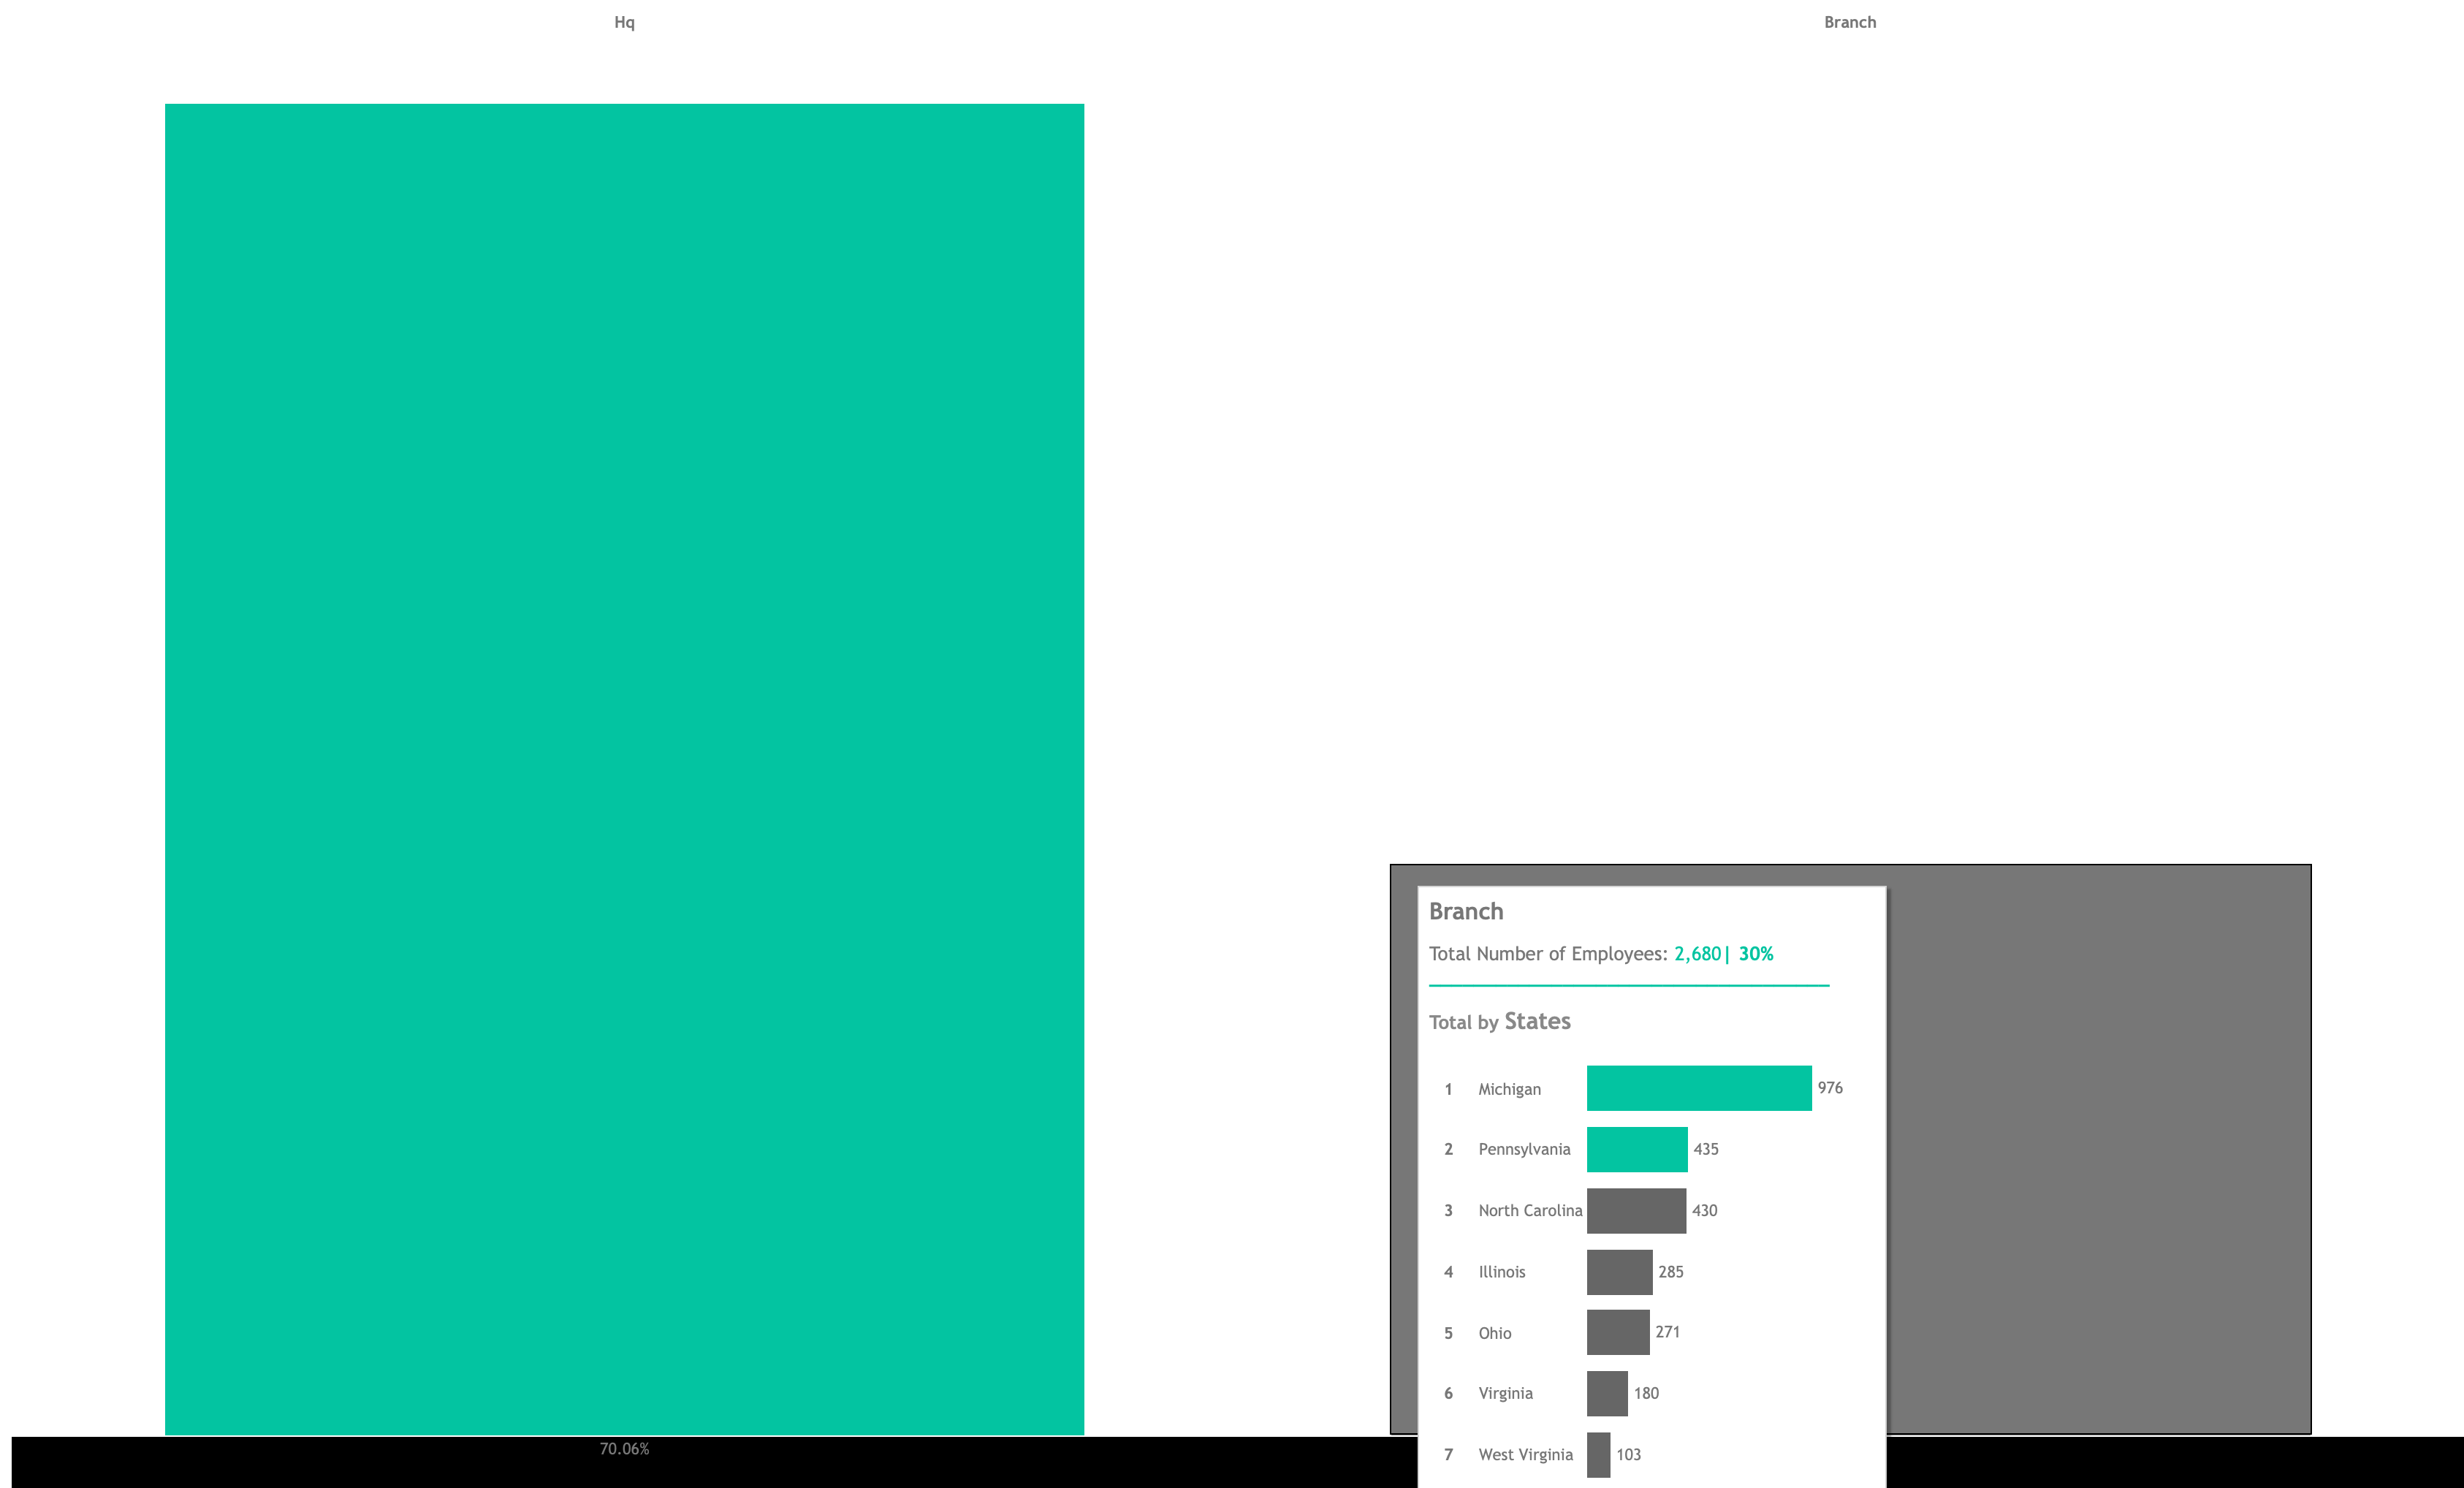 Hq Branch
Branch
Total Number of Employees: 2,680| 30%
Total by States
1 Michigan 976
2 Pennsylvania 435
3 North Carolina 430
4 Illinois 285
5 Ohio 271
6 Virginia 180
70.06%
7 West Virginia 103